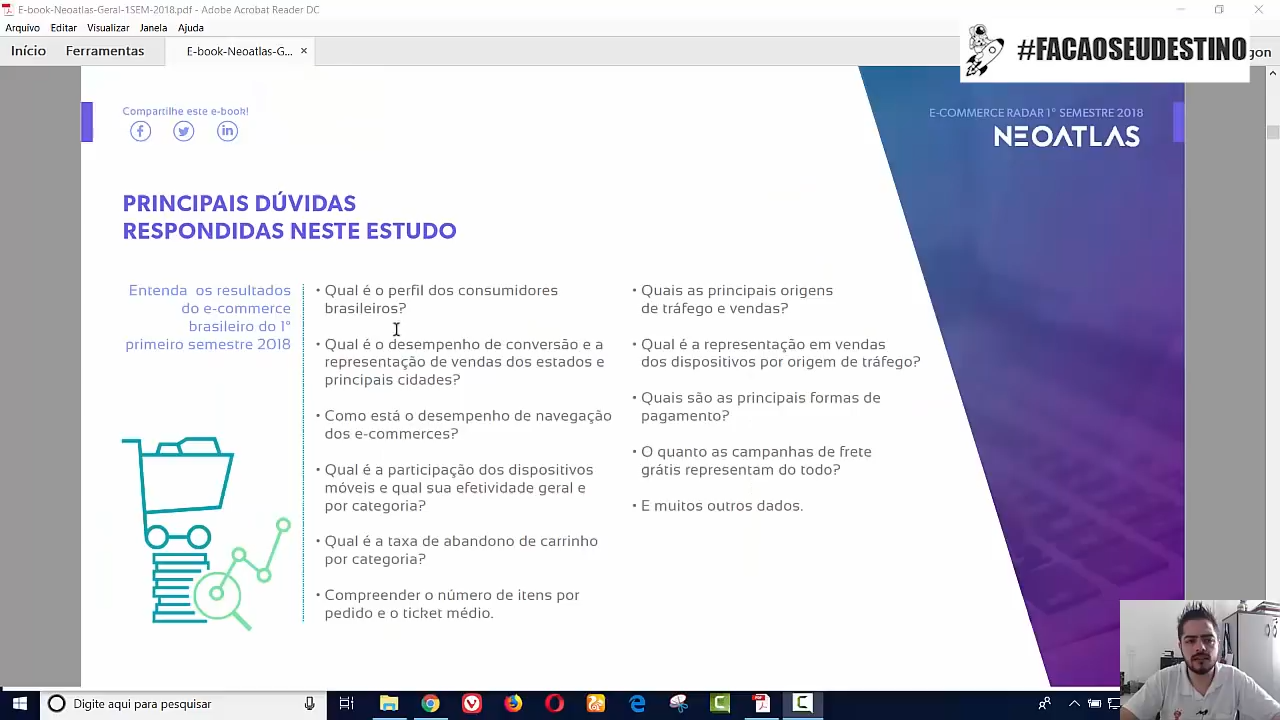 E-book-Neoatlas-Geral-1SEM-2018.pdf - Adobe Acrobat Reader DC
Arquivo Editar Visualizar Janela Ajuda
Início Ferramentas E-book-Neoatlas-G... ×
#FACAOSEUDESTINO
Compartilhe este e-book!
E-COMMERCE RADAR 1° SEMESTRE 2018
NEOATLAS
PRINCIPAIS DÚVIDAS
RESPONDIDAS NESTE ESTUDO
Entenda os resultados
do e-commerce
brasileiro do 1°
primeiro semestre 2018
• Qual é o perfil dos consumidores
brasileiros?
• Qual é o desempenho de conversão e a
representação de vendas dos estados e
principais cidades?
• Como está o desempenho de navegação
dos e-commerces?
• Qual é a participação dos dispositivos
móveis e qual sua efetividade geral e
por categoria?
• Qual é a taxa de abandono de carrinho
por categoria?
• Compreender o número de itens por
pedido e o ticket médio.
• Quais as principais origens
de tráfego e vendas?
• Qual é a representação em vendas
dos dispositivos por origem de tráfego?
• Quais são as principais formas de
pagamento?
• O quanto as campanhas de frete
grátis representam do todo?
• E muitos outros dados.
Digite aqui para pesquisar